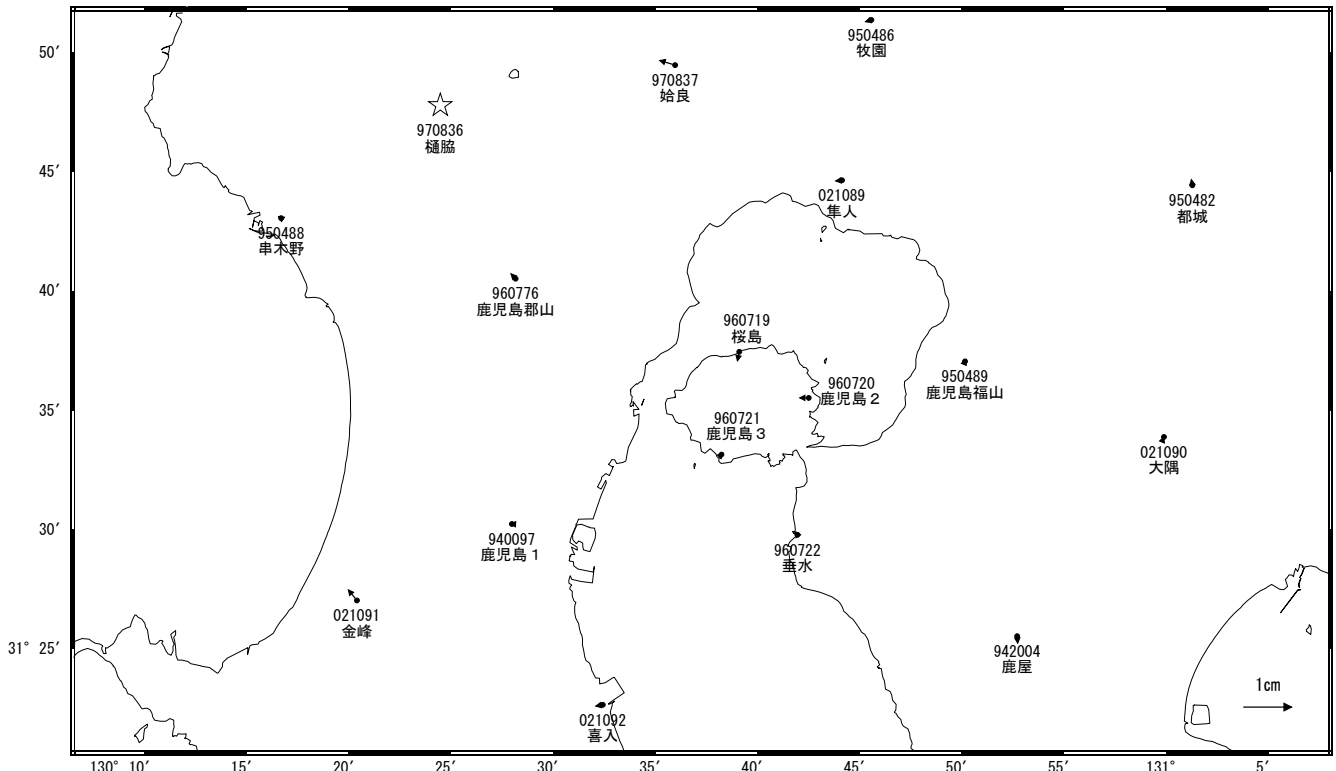 50′
45′
40′
35′
30′
31° 25′
950486
牧園
970837
姶良
970836
樋脇
021089
隼人
950482
都城
950488
串木野
960776
鹿児島郡山
960719
桜島
960720
鹿児島2
950489
鹿児島福山
960721
鹿児島3
021090
大隅
940097
鹿児島1
960722
垂水
021091
金峰
942004
鹿屋
1cm
021092
喜入
130° 10′ 15′ 20′ 25′ 30′ 35′ 40′ 45′ 50′ 55′ 131° 5′